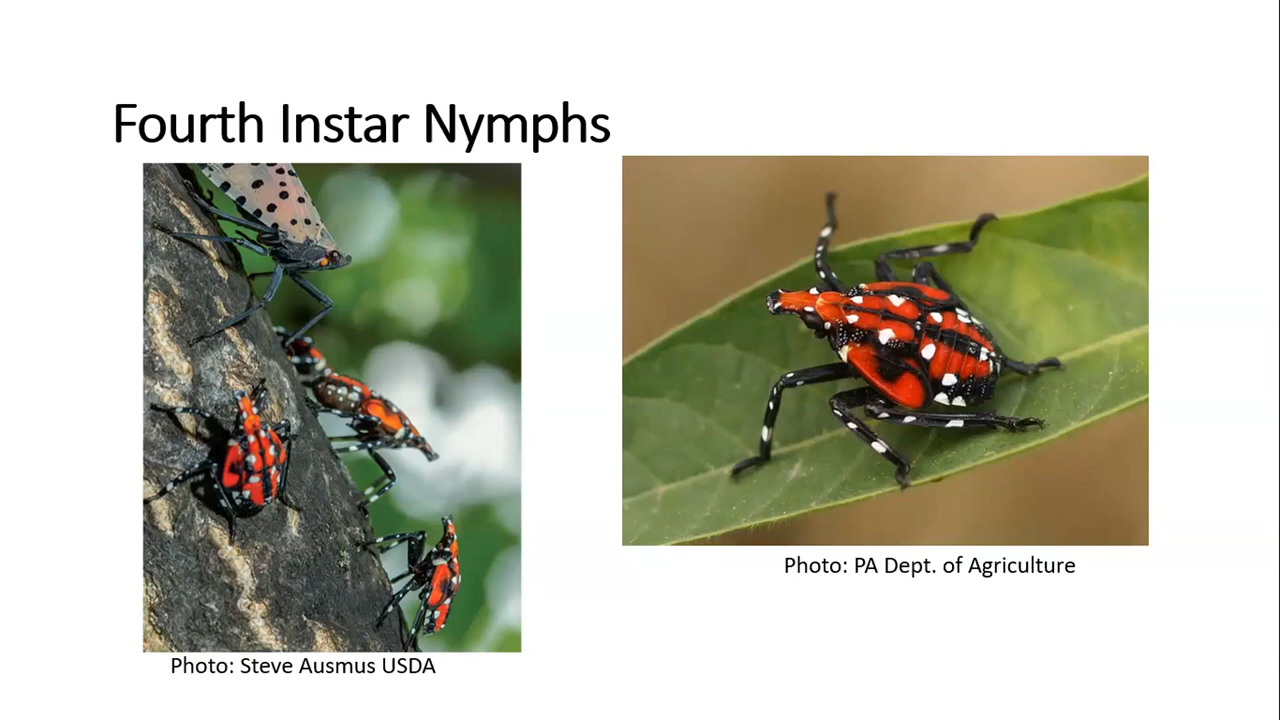 Fourth Instar Nymphs
Photo: PA Dept. of Agriculture
Photo: Steve Ausmus USDA